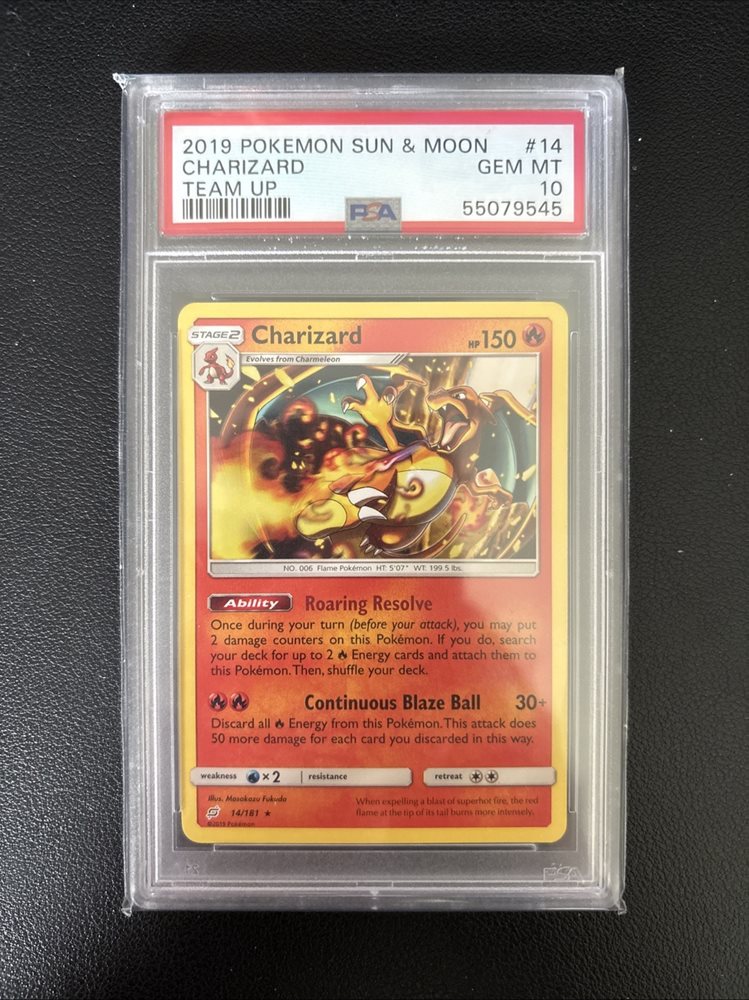 2019 POKEMON SUN & MOON #14
CHARIZARD GEM MT
TEAM UP 10
PSA 55079545
STAGE2 Charizard HP 150
Evolves from Charmeleon
NO. 006 Flame Pokémon HT: 5'07" WT: 199.5 lbs.
Ability Roaring Resolve
Once during your turn (before your attack), you may put
2 damage counters on this Pokémon. If you do, search
your deck for up to 2 Energy cards and attach them to
this Pokémon. Then, shuffle your deck.
Continuous Blaze Ball 30+
Discard all Energy from this Pokémon. This attack does
50 more damage for each card you discarded in this way.
weakness ×2 resistance retreat
Illus. Masakazu Fukuda
14/181 ★
©2019 Pokémon
When expelling a blast of superhot fire, the red
flame at the tip of its tail burns more intensely.
PSA